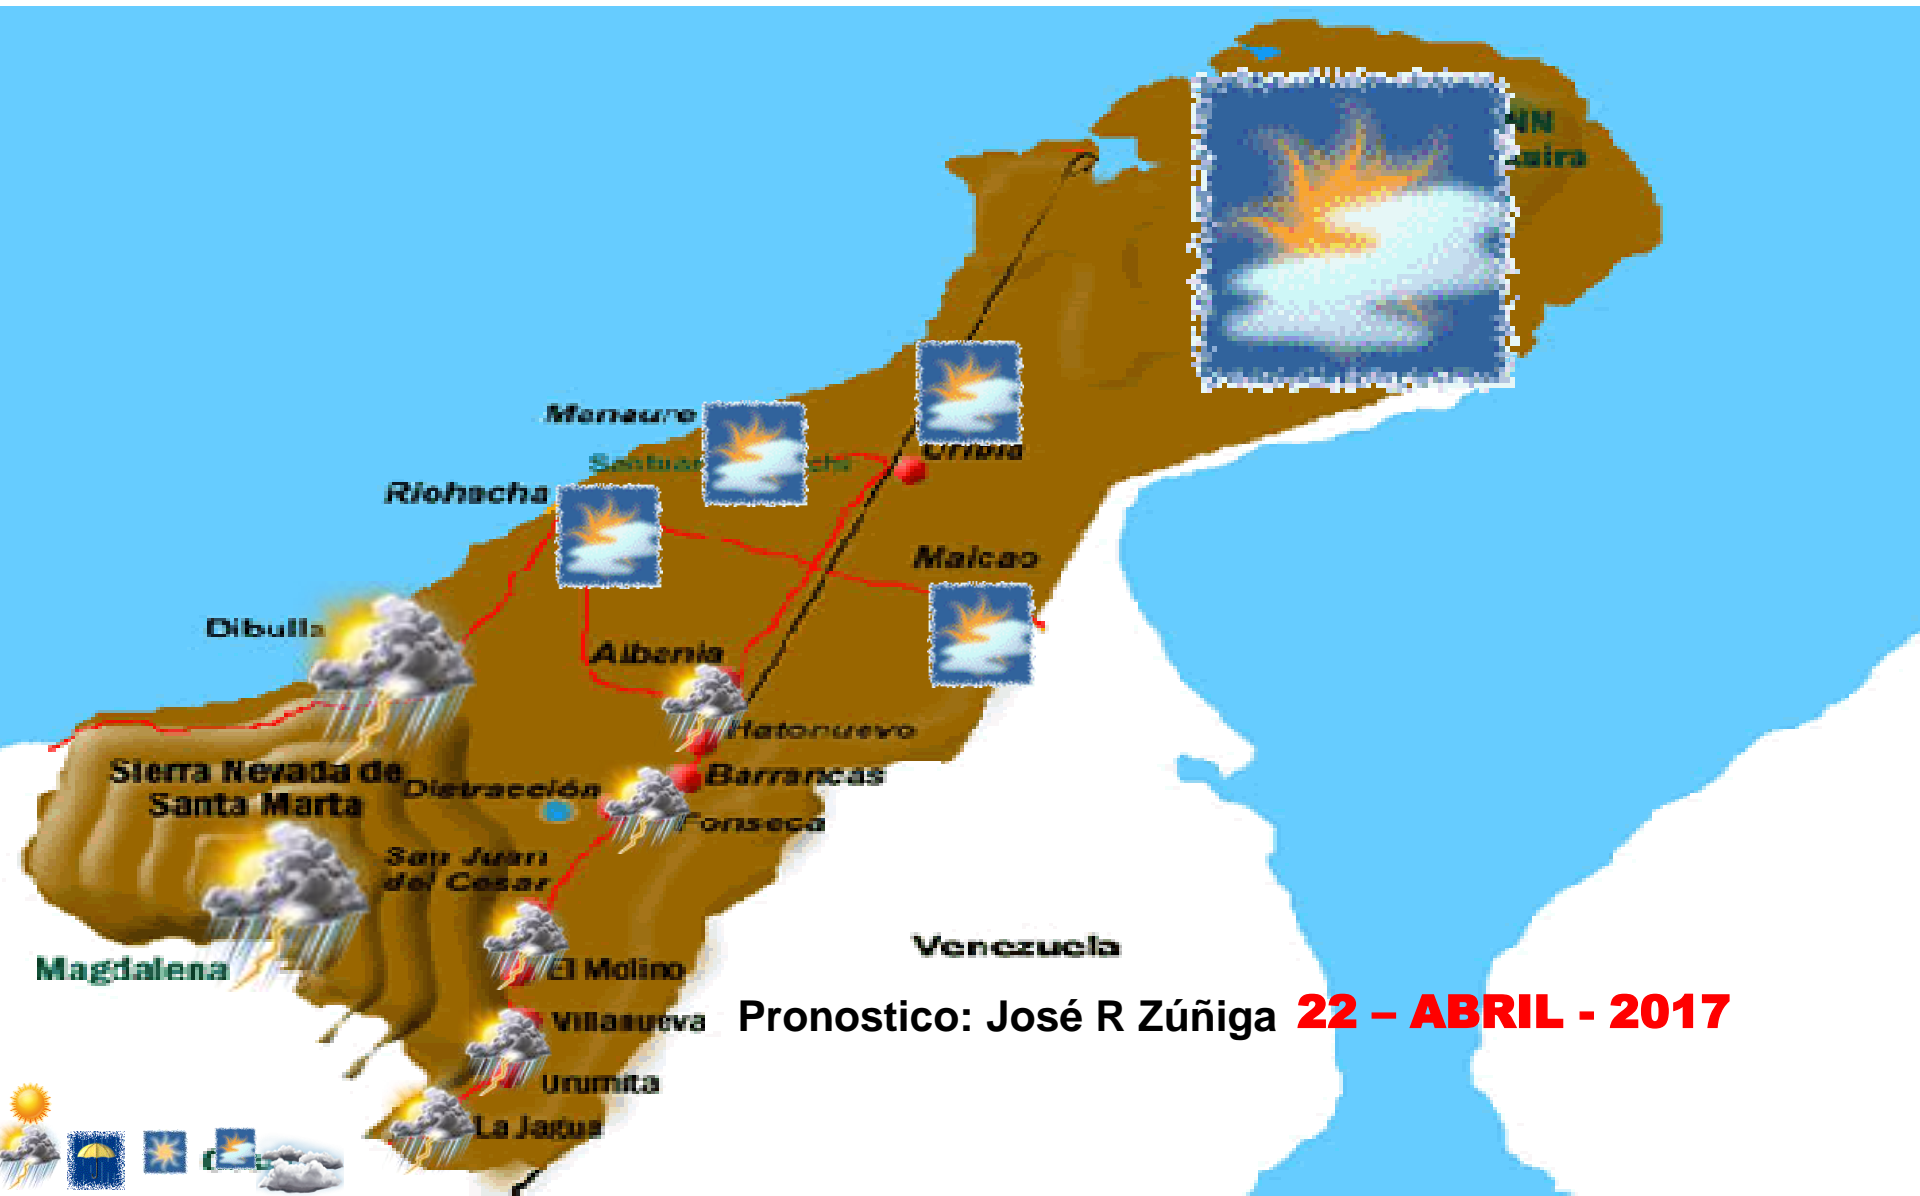 Manaure
Riohacha
Maicao
Dibulla
Albania
Hatonuevo
Sierra Nevada de
Santa Marta
Distracción
Barrancas
Fonseca
San Juan
del Cesar
Venezuela
Magdalena
El Molino
Villanueva
Pronostico: José R Zúñiga 22 – ABRIL - 2017
Urumita
La Jagua